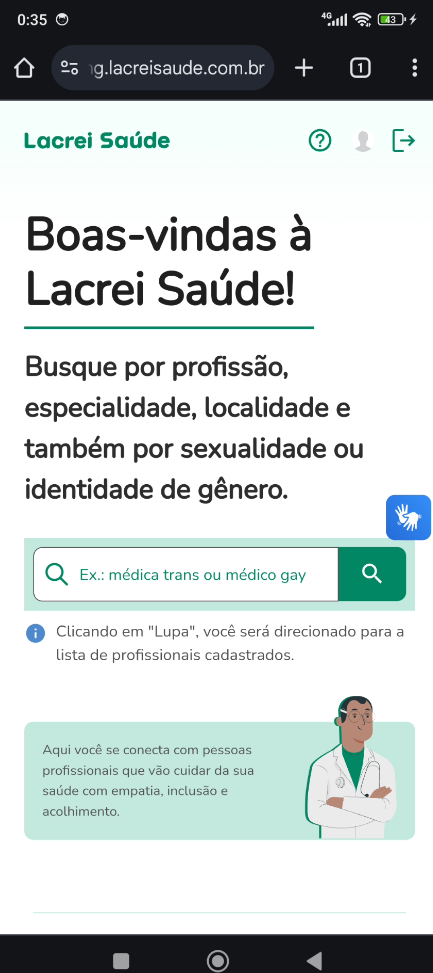 0:35
4G
43
g.lacreisaude.com.br
1
Lacrei Saúde
Boas-vindas à
Lacrei Saúde!
Busque por profissão,
especialidade, localidade e
também por sexualidade ou
identidade de gênero.
Ex.: médica trans ou médico gay
Clicando em "Lupa", você será direcionado para a
lista de profissionais cadastrados.
Aqui você se conecta com pessoas
profissionais que vão cuidar da sua
saúde com empatia, inclusão e
acolhimento.